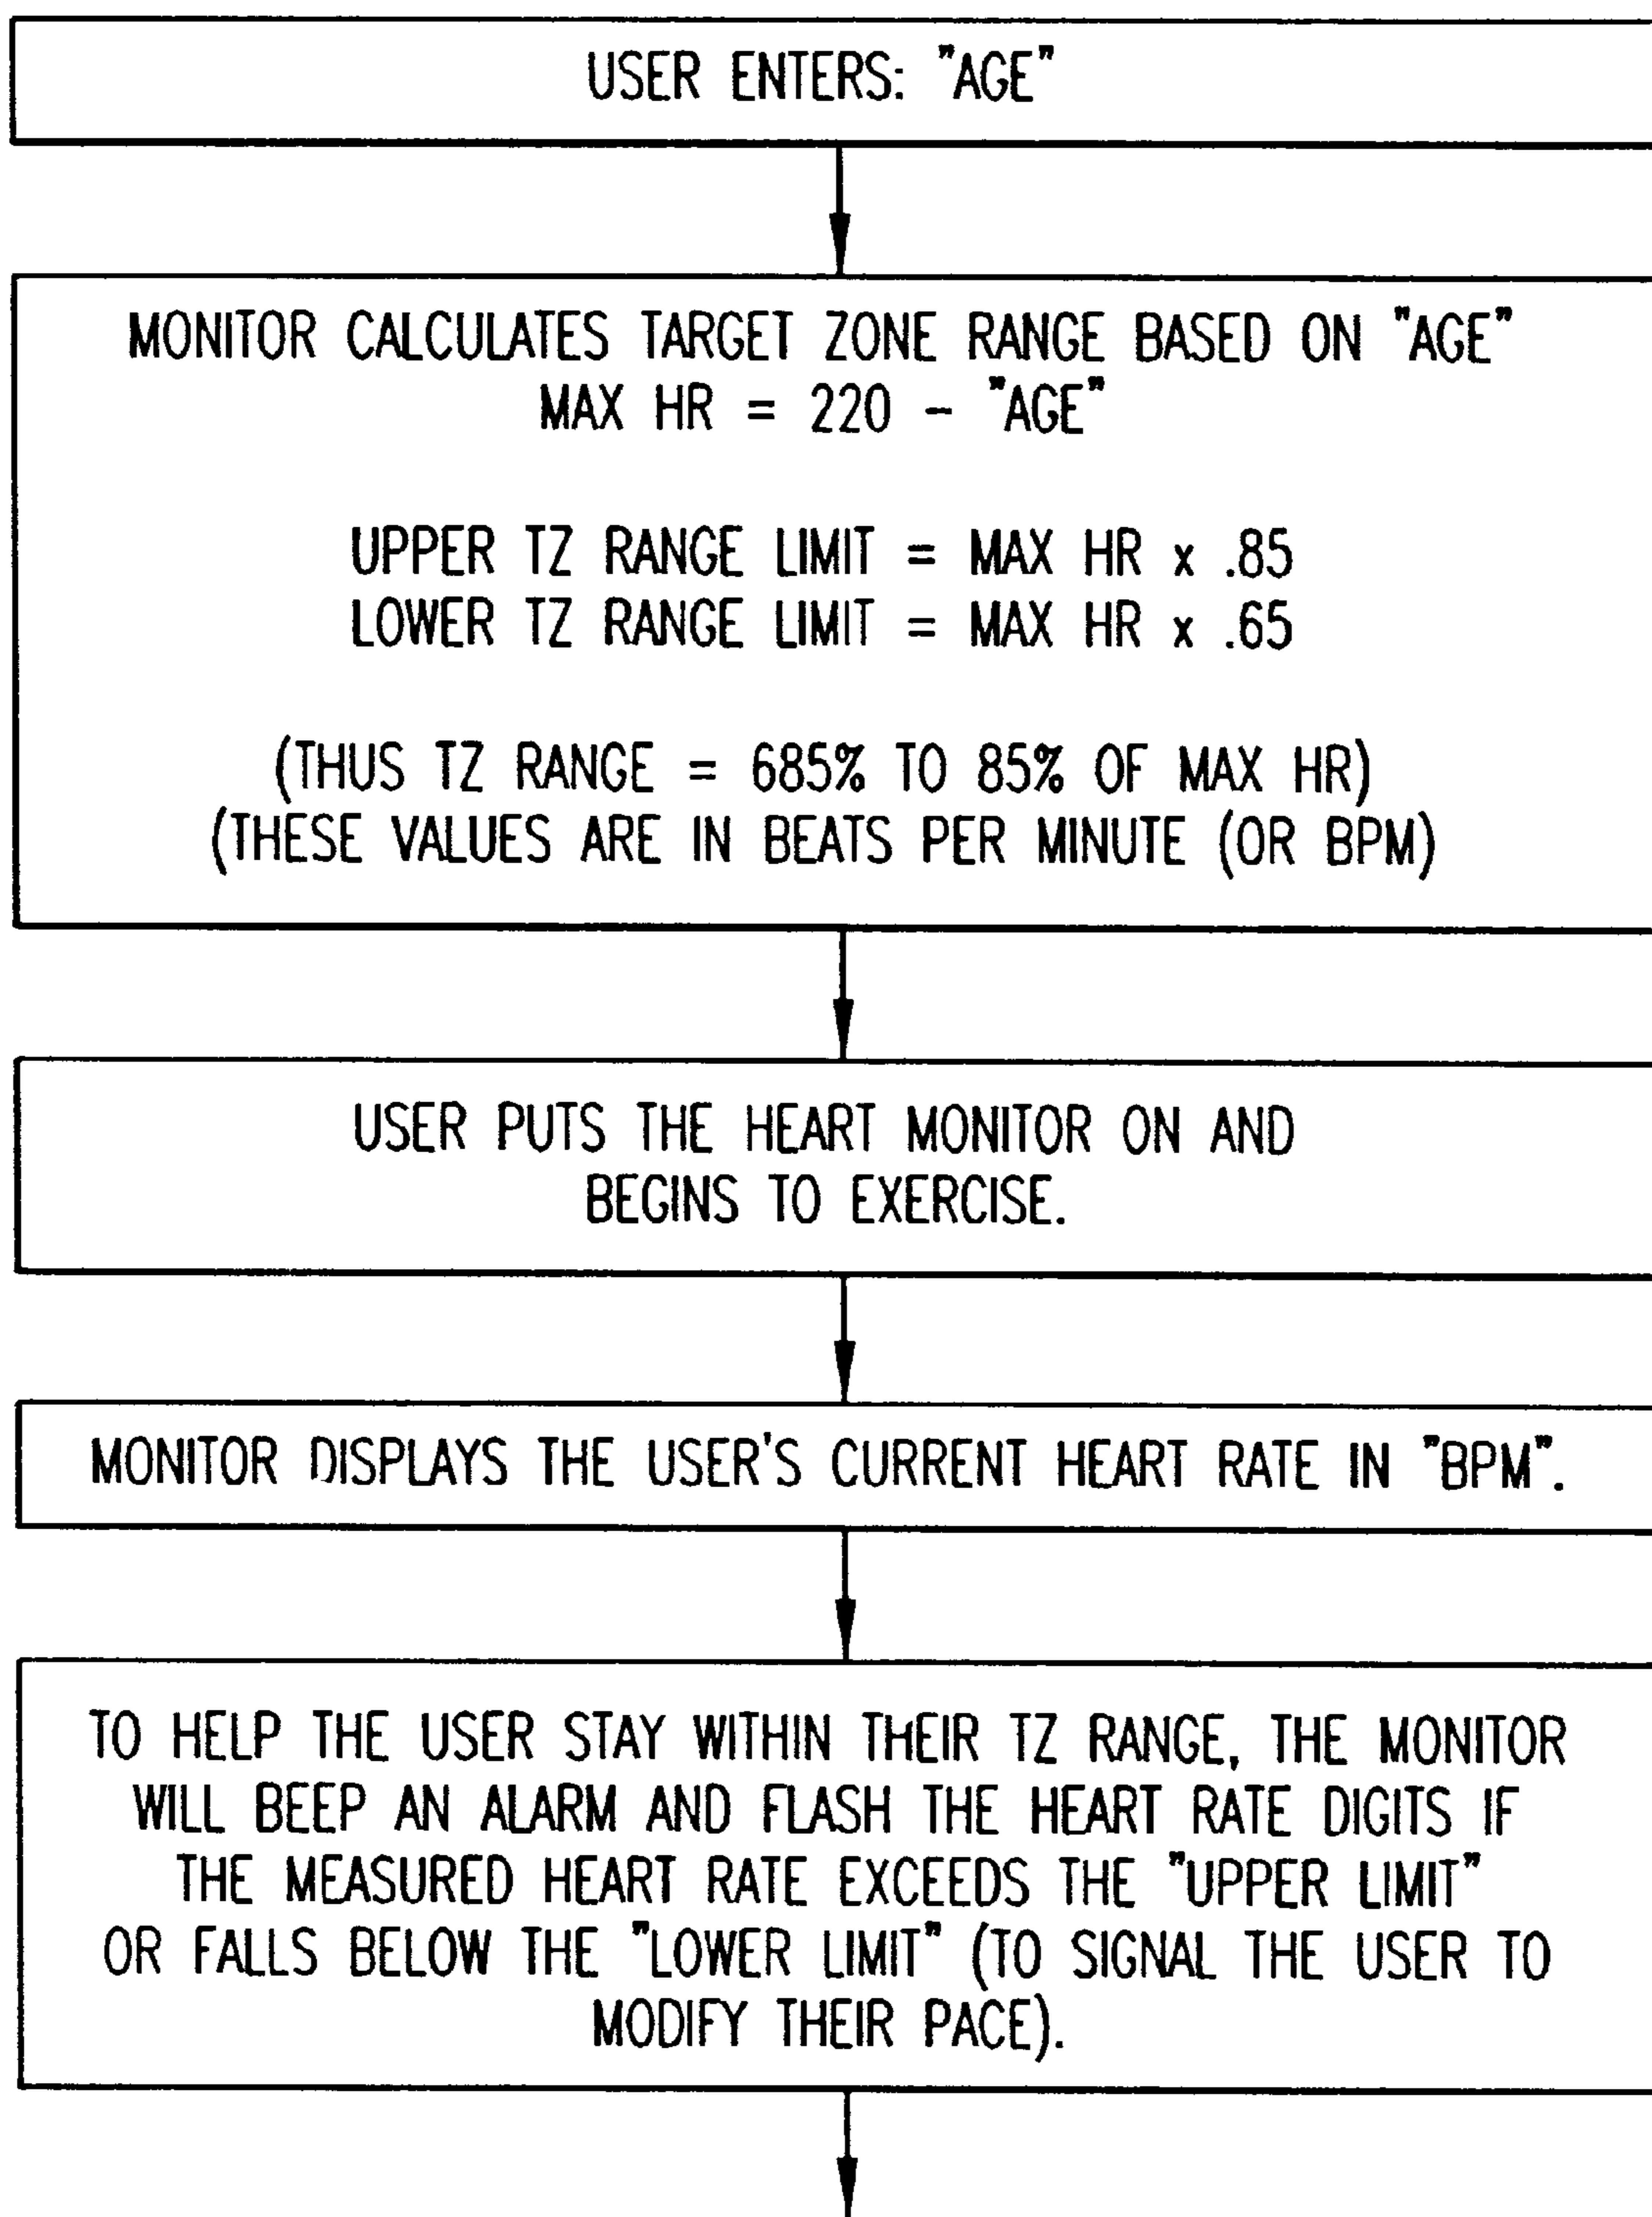 USER ENTERS: "AGE"
MONITOR CALCULATES TARGET ZONE RANGE BASED ON "AGE"
MAX HR = 220 - "AGE"
UPPER TZ RANGE LIMIT = MAX HR x .85
LOWER TZ RANGE LIMIT = MAX HR x .65
(THUS TZ RANGE = 685% TO 85% OF MAX HR)
(THESE VALUES ARE IN BEATS PER MINUTE (OR BPM)
USER PUTS THE HEART MONITOR ON AND
BEGINS TO EXERCISE.
MONITOR DISPLAYS THE USER'S CURRENT HEART RATE IN "BPM".
TO HELP THE USER STAY WITHIN THEIR TZ RANGE, THE MONITOR
WILL BEEP AN ALARM AND FLASH THE HEART RATE DIGITS IF
THE MEASURED HEART RATE EXCEEDS THE "UPPER LIMIT"
OR FALLS BELOW THE "LOWER LIMIT" (TO SIGNAL THE USER TO
MODIFY THEIR PACE).